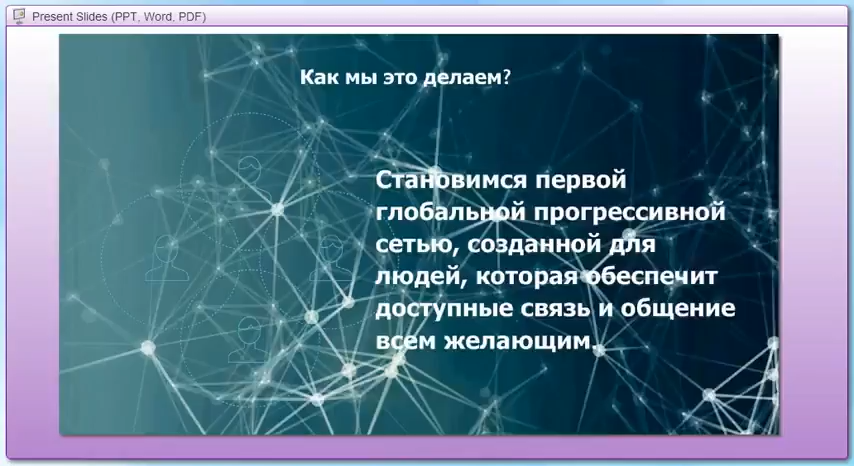 Present Slides (PPT, Word, PDF)
Как мы это делаем?
Становимся первой
глобальной прогрессивной
сетью, созданной для
людей, которая обеспечит
доступные связь и общение
всем желающим.